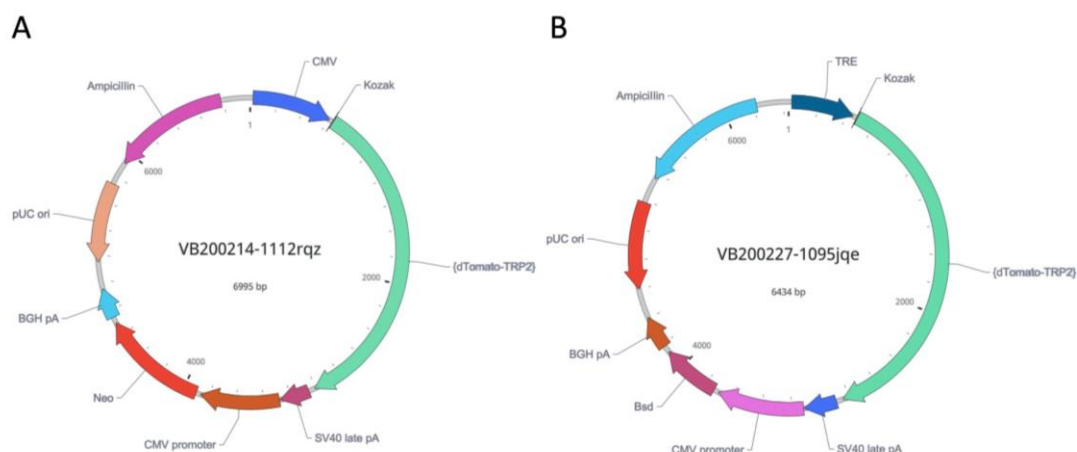 A
CMV
Kozak
Ampicillin
1
6000
pUC ori
VB200214-1112rqz
6995 bp
{dTomato-TRP2}
2000
BGH pA
4000
Neo
CMV promoter
SV40 late pA
B
TRE
Kozak
Ampicillin
1
6000
pUC ori
VB200227-1095jqe
6434 bp
{dTomato-TRP2}
2000
BGH pA
4000
Bsd
CMV promoter
SV40 late pA